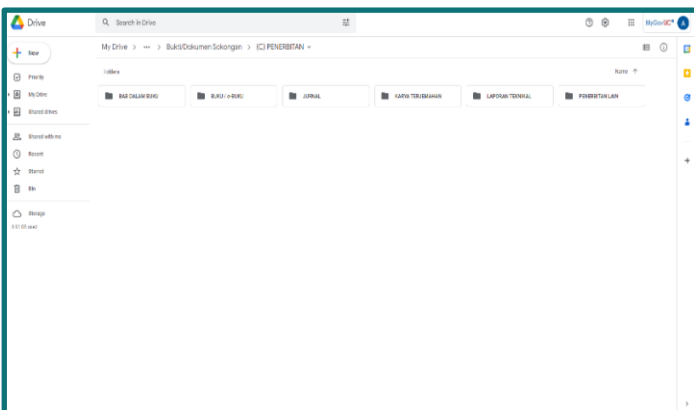 Drive
Search in Drive
MyGovUC
A
New
My Drive > ... > Bukti/Dokumen Sokongan > (C) PENERBITAN
Folders
Name ↑
Priority
My Drive
Shared drives
BAB DALAM BUKU
BUKU / e-BUKU
JURNAL
KARYA TERJEMAHAN
LAPORAN TEKNIKAL
PENERBITAN LAIN
Shared with me
Recent
Starred
Bin
Storage